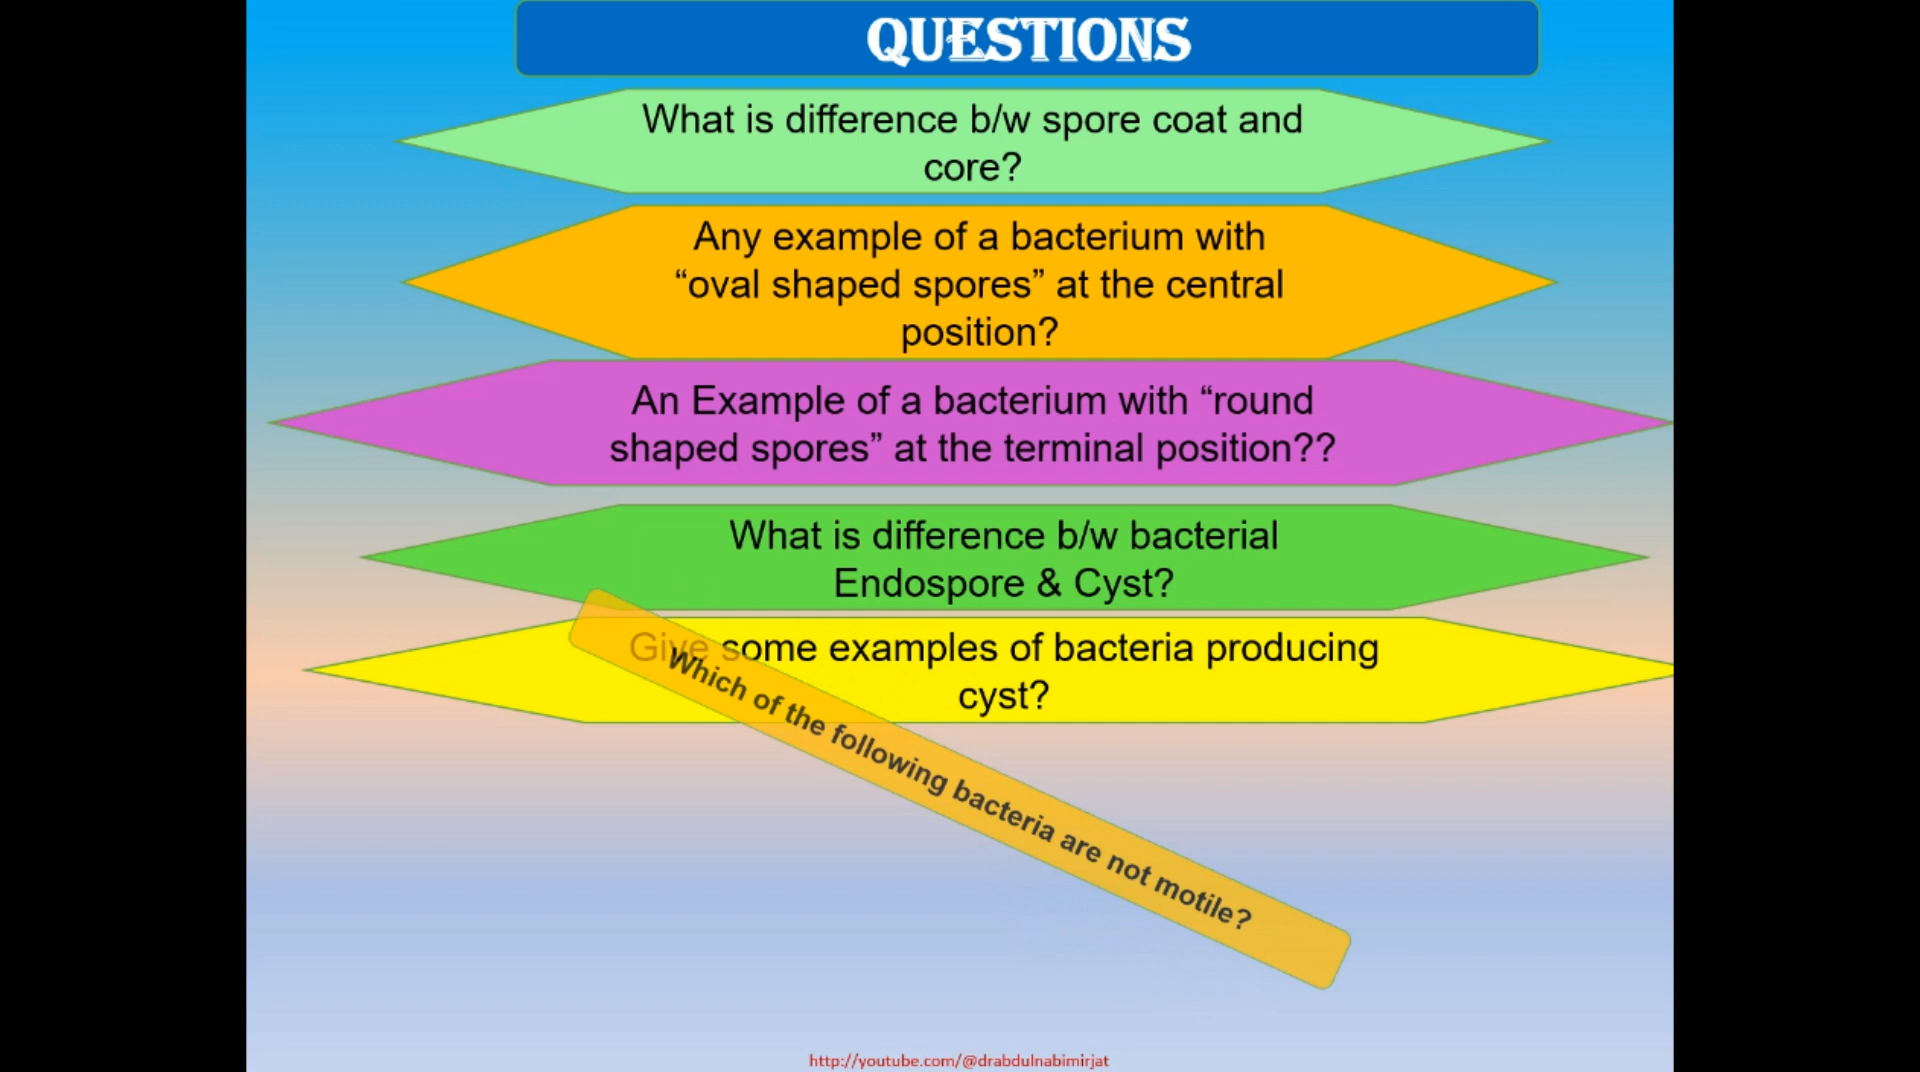 QUESTIONS
What is difference b/w spore coat and
core?
Any example of a bacterium with
“oval shaped spores” at the central
position?
An Example of a bacterium with “round
shaped spores” at the terminal position??
What is difference b/w bacterial
Endospore & Cyst?
Give some examples of bacteria producing
cyst?
Which of the following bacteria are not motile?
http://youtube.com/@drabdulnabimirjat